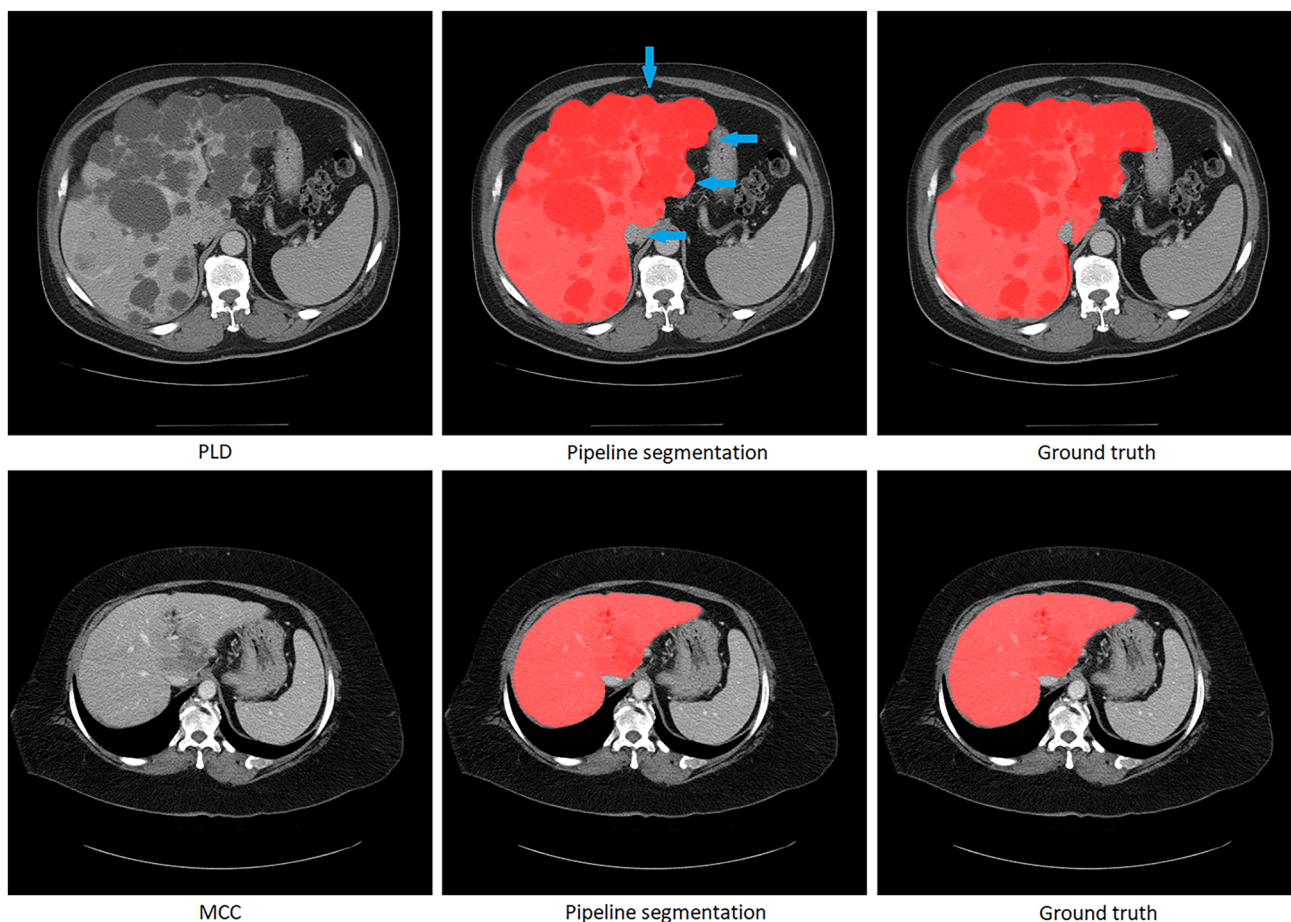 PLD
Pipeline segmentation
Ground truth
MCC
Pipeline segmentation
Ground truth